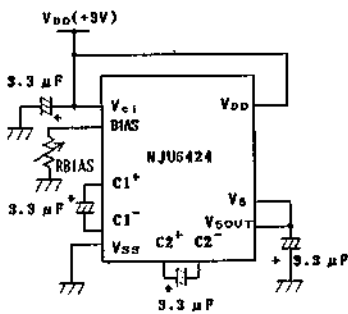 VDD(+3V)
3.3 μF
Vci
VDD
BIAS
NJU6424
RBIAS
C1+
3.3 μF
V5
C1-
V5OUT
VSS
C2+ C2-
3.3 μF
3.3 μF